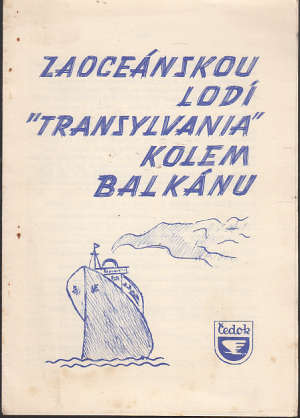 ZAOCEÁNSKOU
LODÍ
"TRANSYLVANIA"
KOLEM
BALKÁNU
Čedok